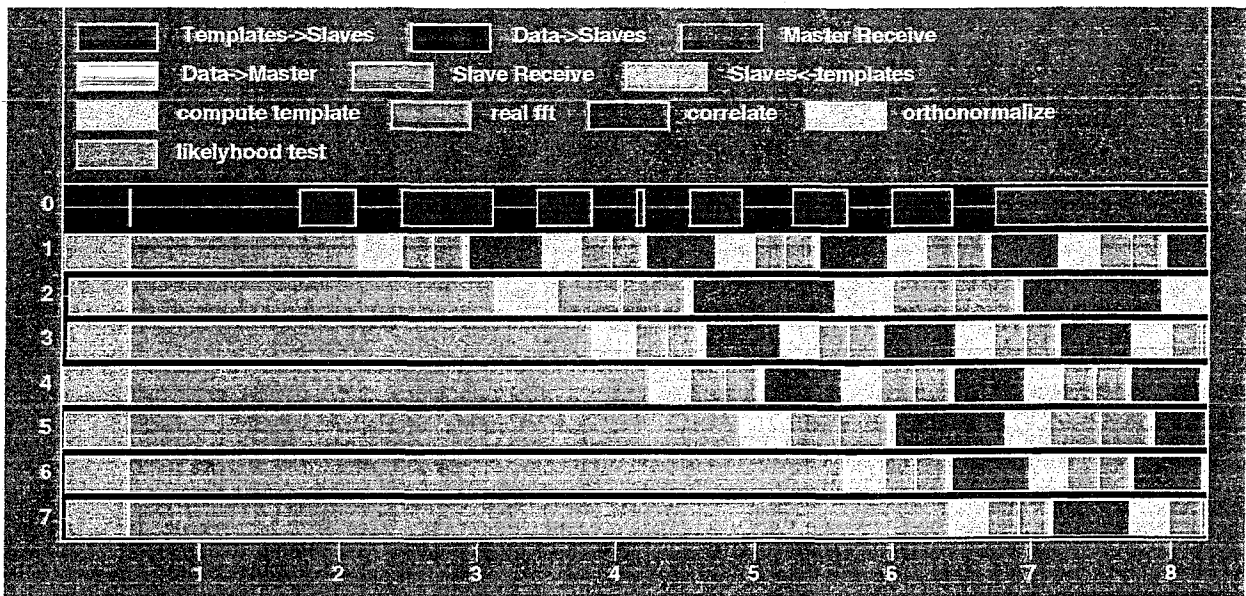 Templates->Slaves Data->Slaves Master Receive
Data->Master Slave Receive Slaves<-templates
compute template real fft correlate orthonormalize
likelyhood test
0
1
2
3
4
5
6
7
1 2 3 4 5 6 7 8